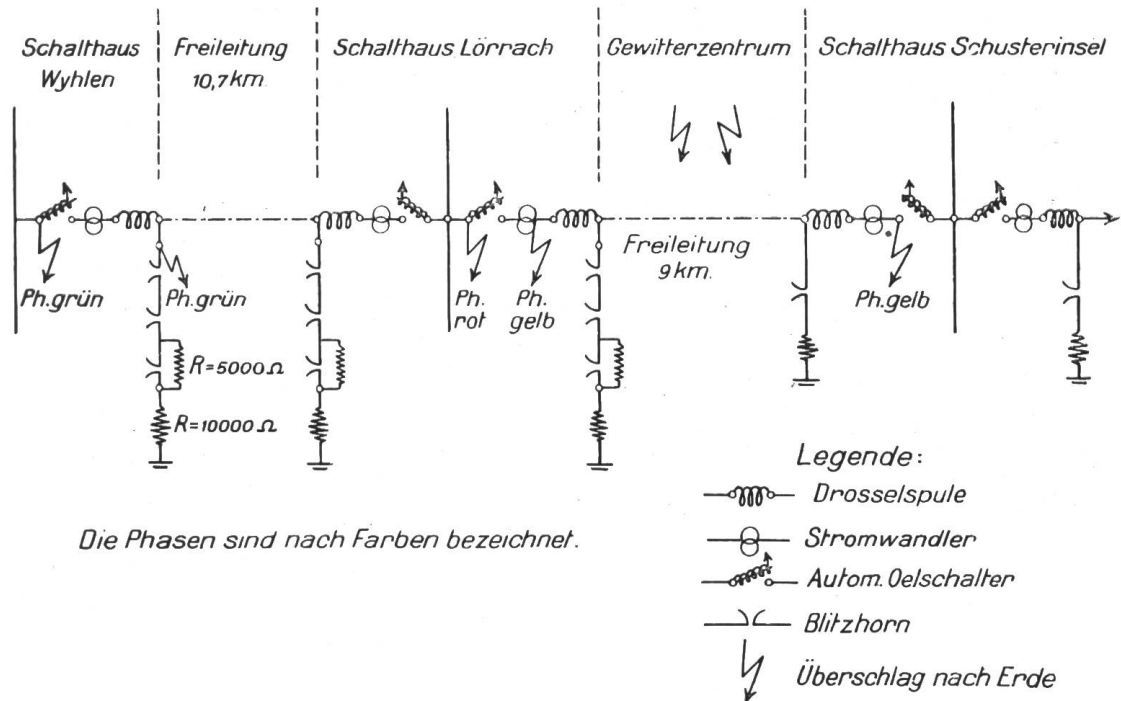 Schalthaus
Wyhlen
Freileitung
10,7 km.
Schalthaus Lörrach
Gewitterzentrum
Schalthaus Schusterinsel
Freileitung
9 km.
Ph. grün
Ph. grün
Ph.
rot
Ph.
gelb
Ph. gelb
R=5000 Ω
R=10000 Ω
Die Phasen sind nach Farben bezeichnet.
Legende:
Drosselspule
Stromwandler
Autom. Oelschalter
Blitzhorn
Überschlag nach Erde